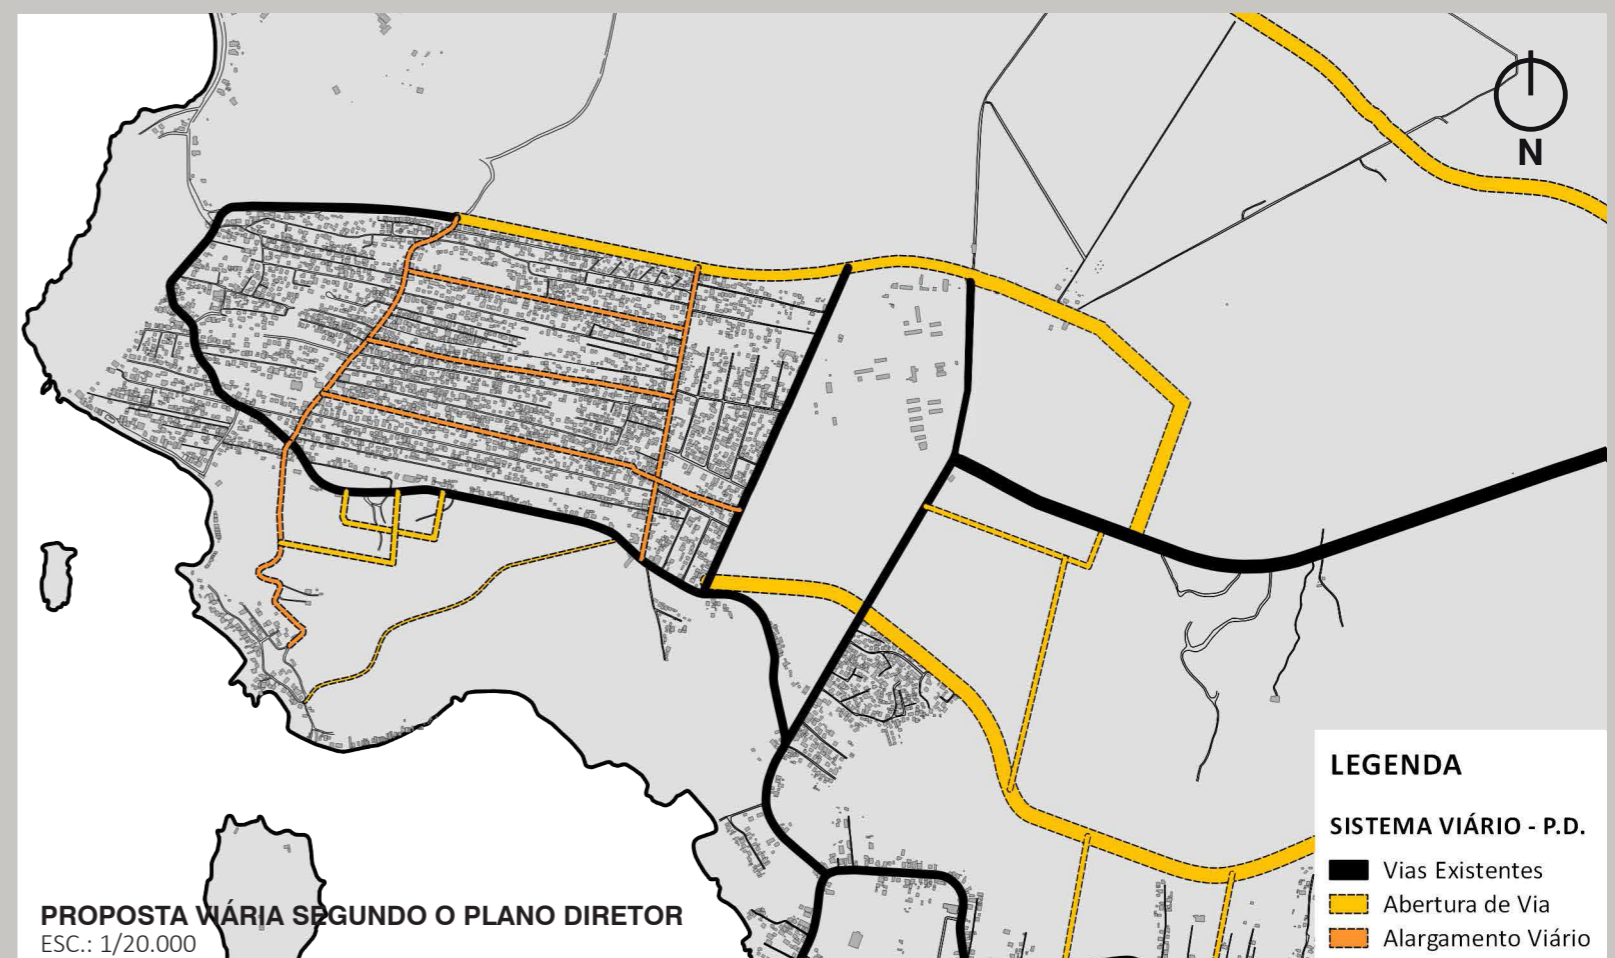 N
LEGENDA
SISTEMA VIÁRIO - P.D.
Vias Existentes
Abertura de Via
Alargamento Viário
PROPOSTA VIÁRIA SEGUNDO O PLANO DIRETOR
ESC.: 1/20.000